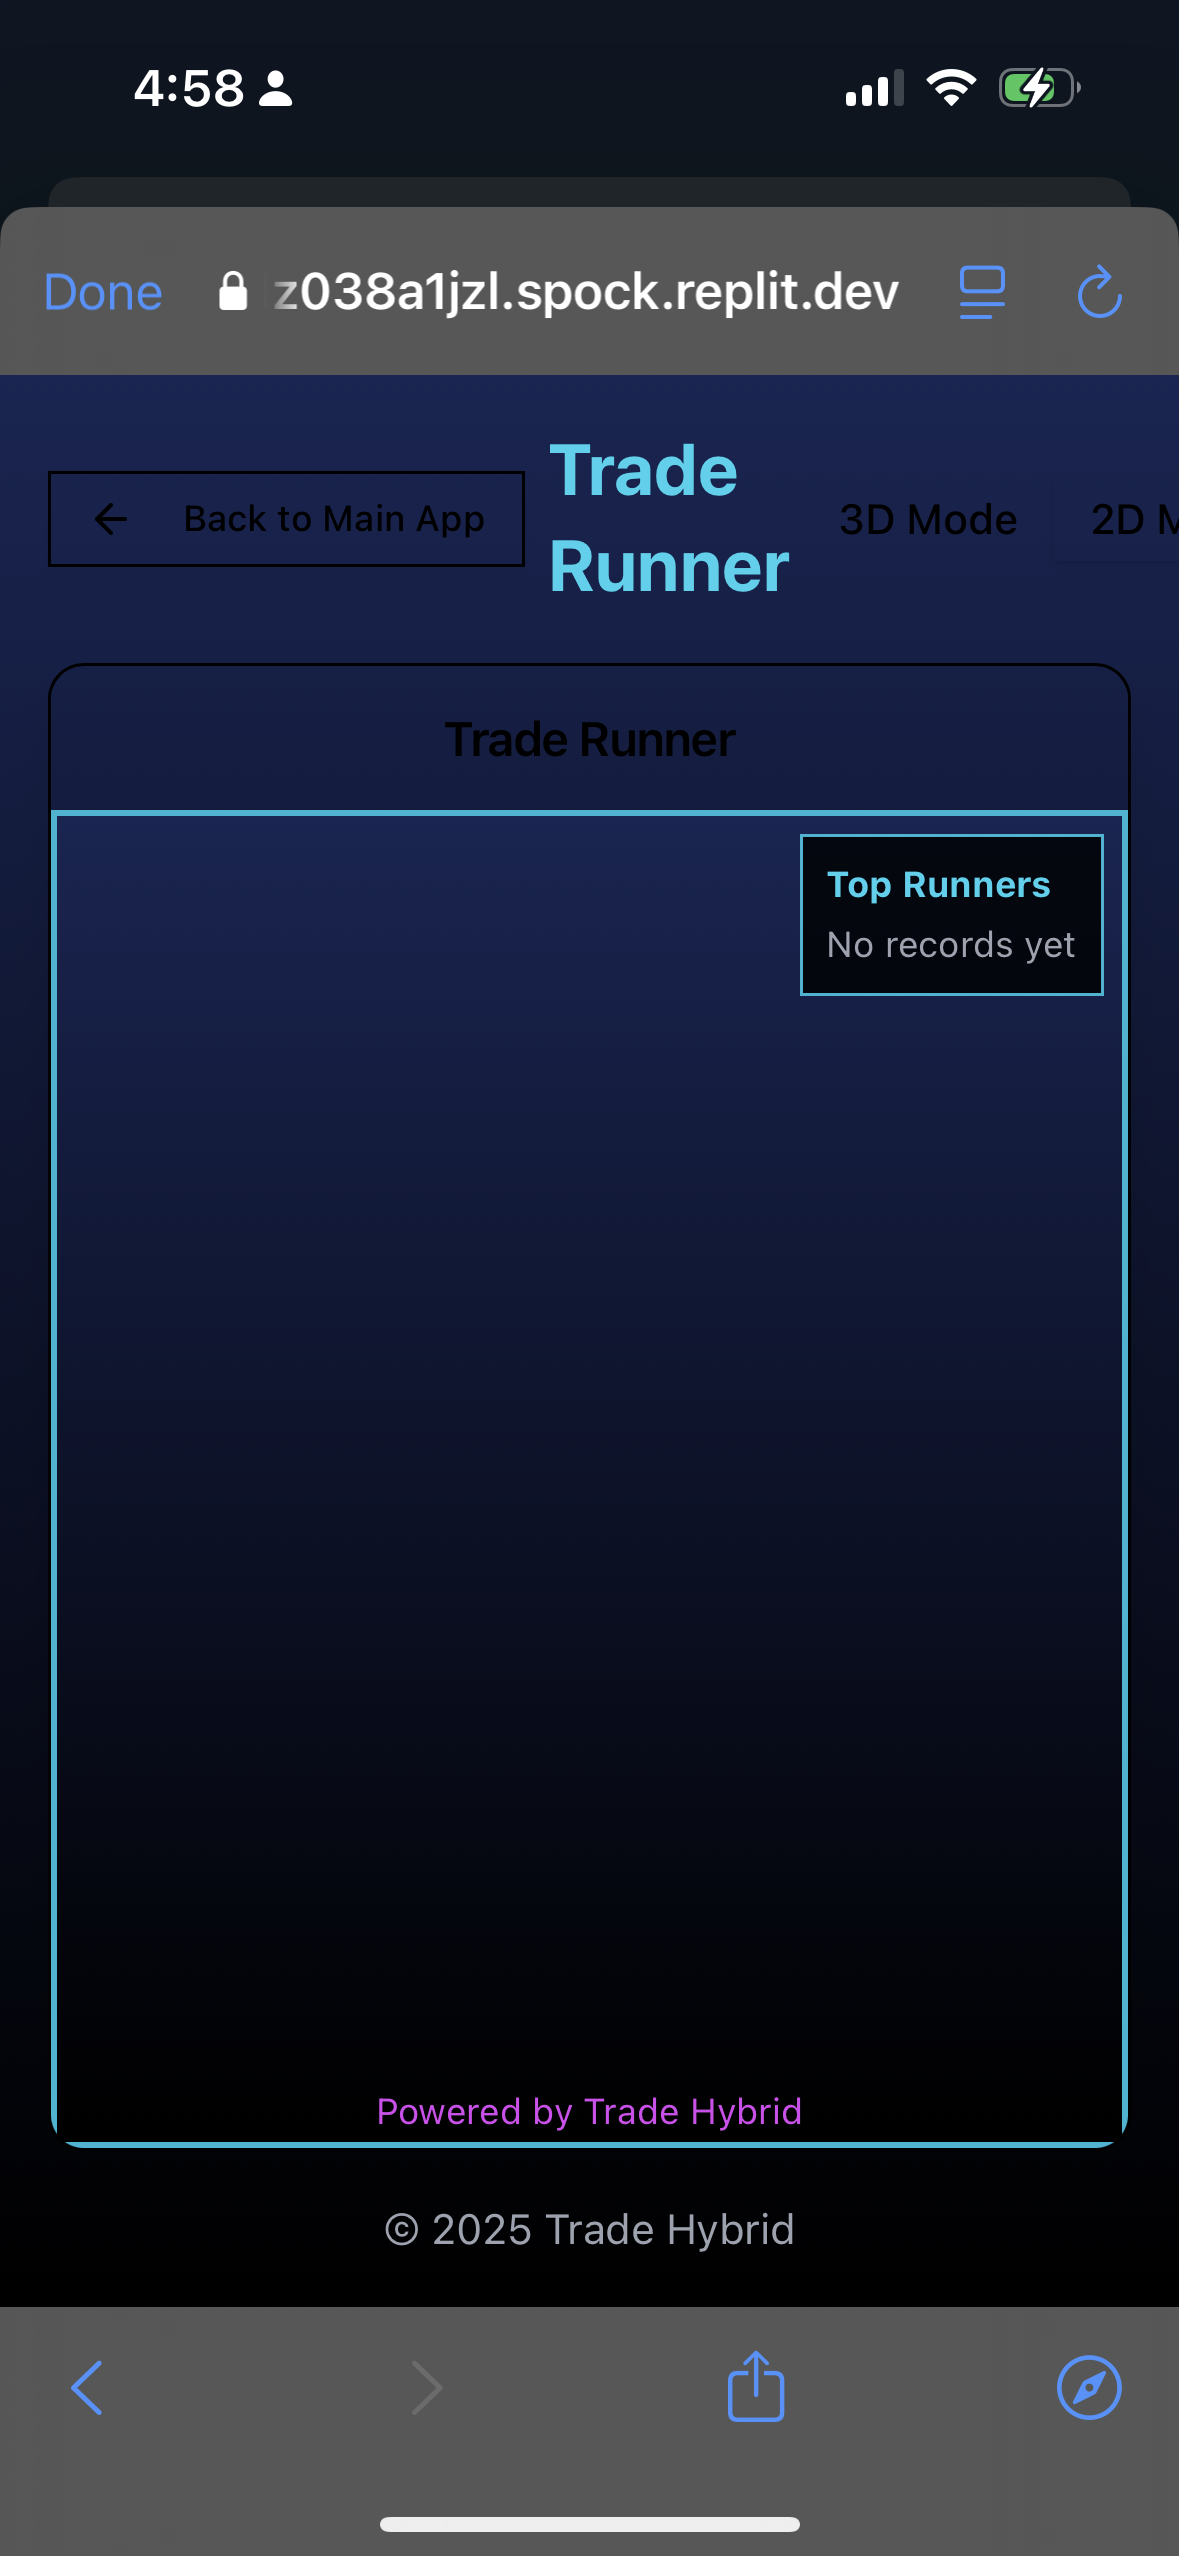 4:58
Done
z038a1jzl.spock.replit.dev
Back to Main App
Trade
Runner
3D Mode
2D M
Trade Runner
Top Runners
No records yet
Powered by Trade Hybrid
© 2025 Trade Hybrid